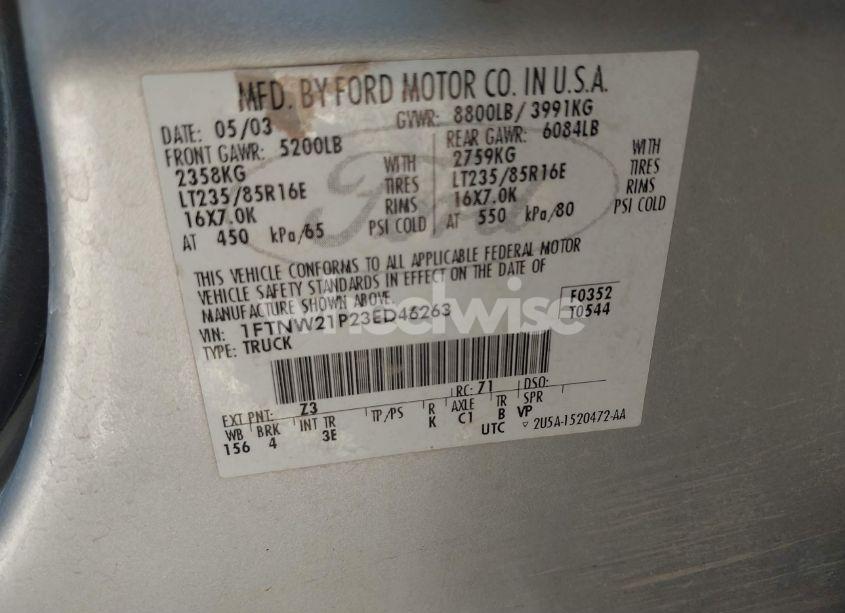 MFD. BY FORD MOTOR CO. IN U.S.A.
DATE: 05/03 GVWR: 8800LB / 3991KG
FRONT GAWR: 5200LB REAR GAWR: 6084LB
2358KG WITH 2759KG WITH
LT235/85R16E TIRES LT235/85R16E TIRES
16X7.0K RIMS 16X7.0K RIMS
AT 450 kPa/65 PSI COLD AT 550 kPa/80 PSI COLD
Ford
THIS VEHICLE CONFORMS TO ALL APPLICABLE FEDERAL MOTOR
VEHICLE SAFETY STANDARDS IN EFFECT ON THE DATE OF
MANUFACTURE SHOWN ABOVE.
VIN: 1FTNW21P23ED46263 F0352
TYPE: TRUCK T0544
EXT PNT: Z3 RC: 71 DSO:
WB BRK INT TR TP/PS R AXLE TR SPR
156 4 3E K C1 B VP
UTC ▽ 2U5A-1520472-AA